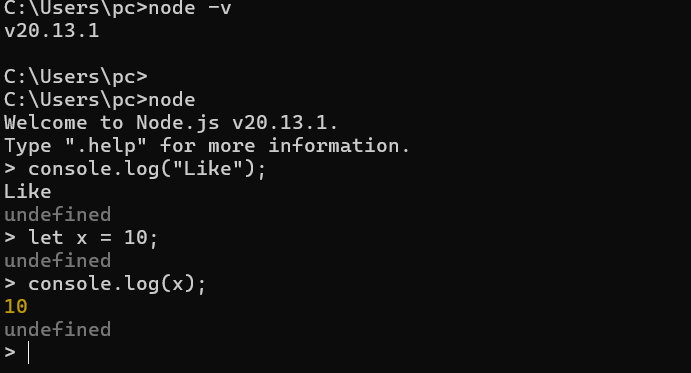 C:\Users\pc>node -v
v20.13.1
C:\Users\pc>
C:\Users\pc>node
Welcome to Node.js v20.13.1.
Type ".help" for more information.
> console.log("Like");
Like
undefined
> let x = 10;
undefined
> console.log(x);
10
undefined
>